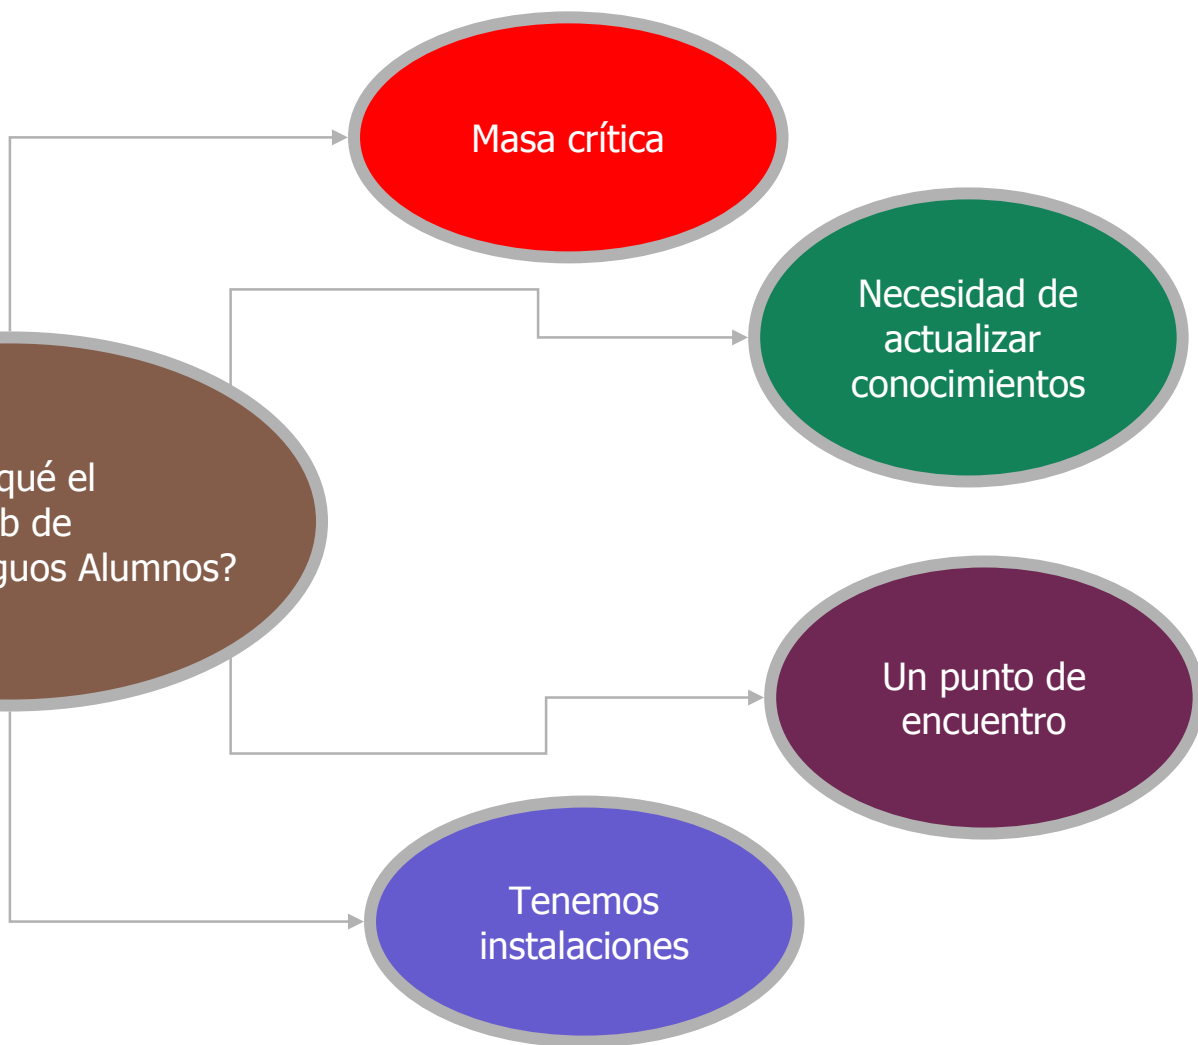 Masa crítica
Necesidad de
actualizar
conocimientos
qué el
b de
guos Alumnos?
Un punto de
encuentro
Tenemos
instalaciones